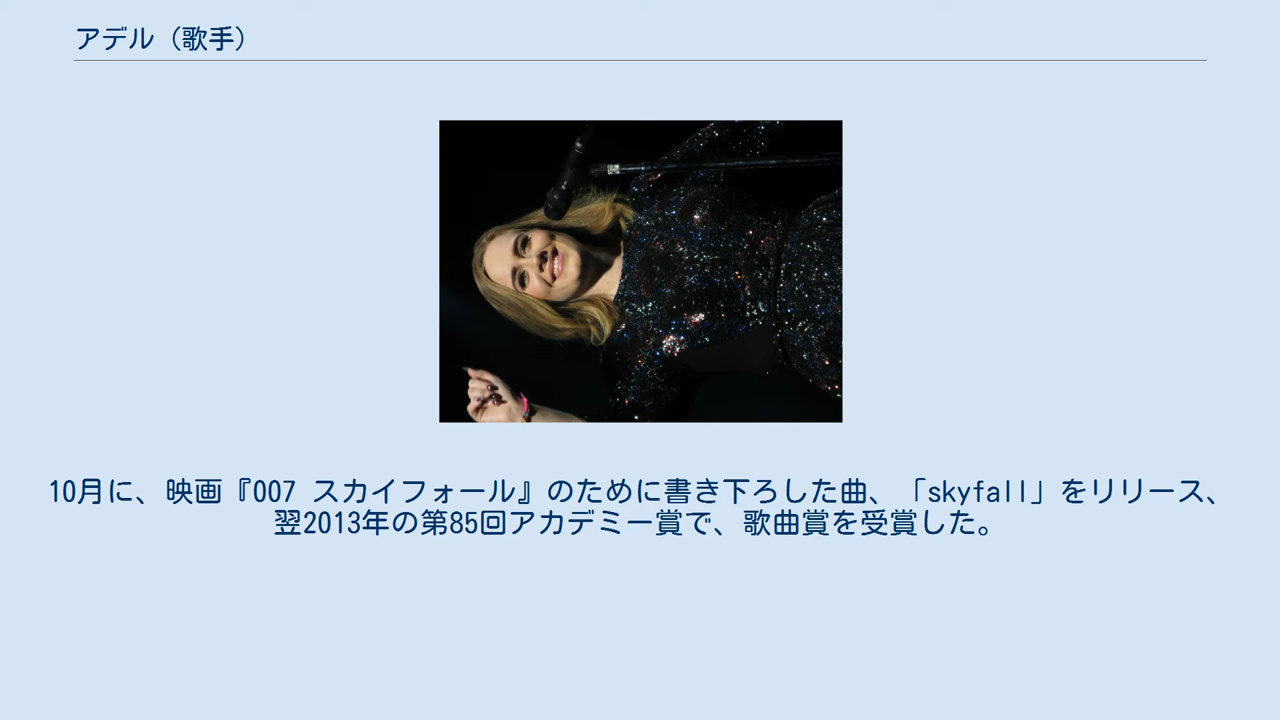 アデル（歌手）
10月に、映画『007 スカイフォール』のために書き下ろした曲、「skyfall」をリリース、
翌2013年の第85回アカデミー賞で、歌曲賞を受賞した。